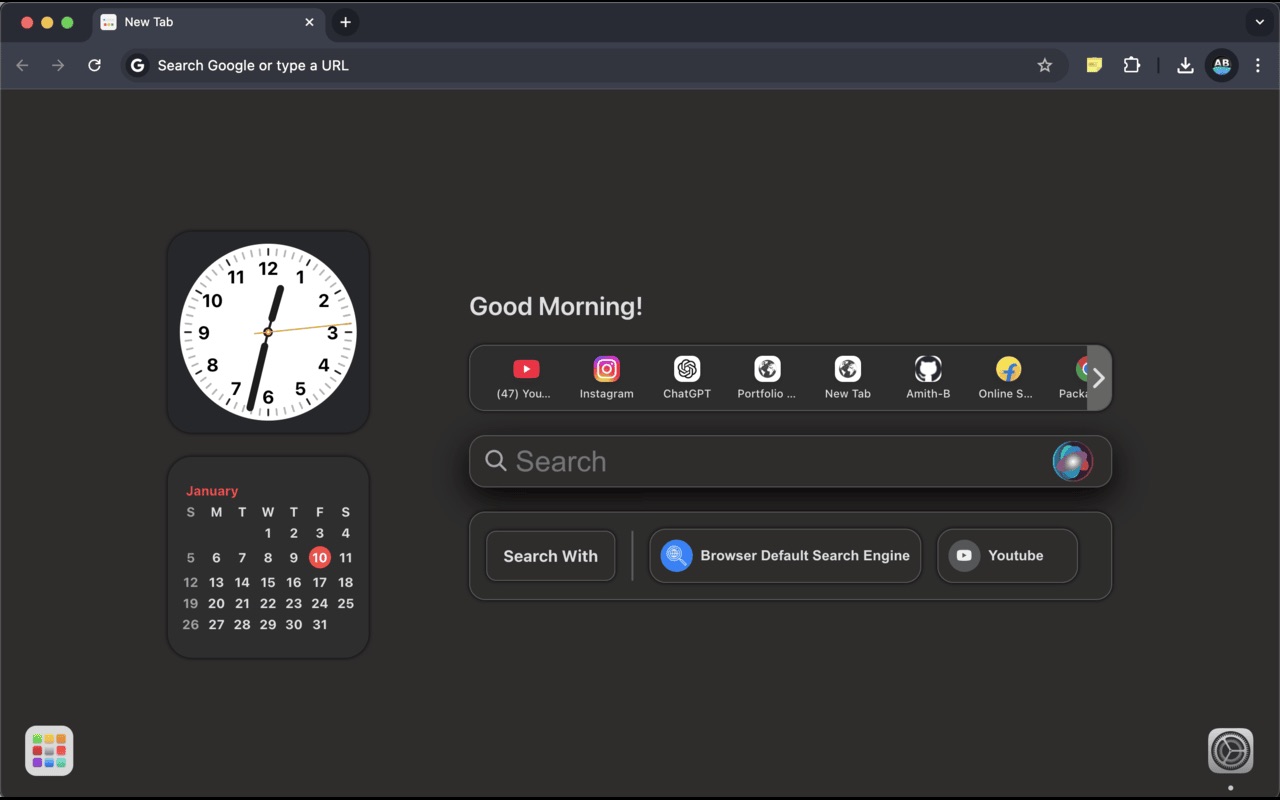 New Tab
Search Google or type a URL
AB
12
11 1
10 2
9 3
8 4
7 5
6
Good Morning!
(47) You... Instagram ChatGPT Portfolio ... New Tab Amith-B Online S... Packa
Search
January
S M T W T F S
1 2 3 4
5 6 7 8 9 10 11
12 13 14 15 16 17 18
19 20 21 22 23 24 25
26 27 28 29 30 31
Search With Browser Default Search Engine Youtube